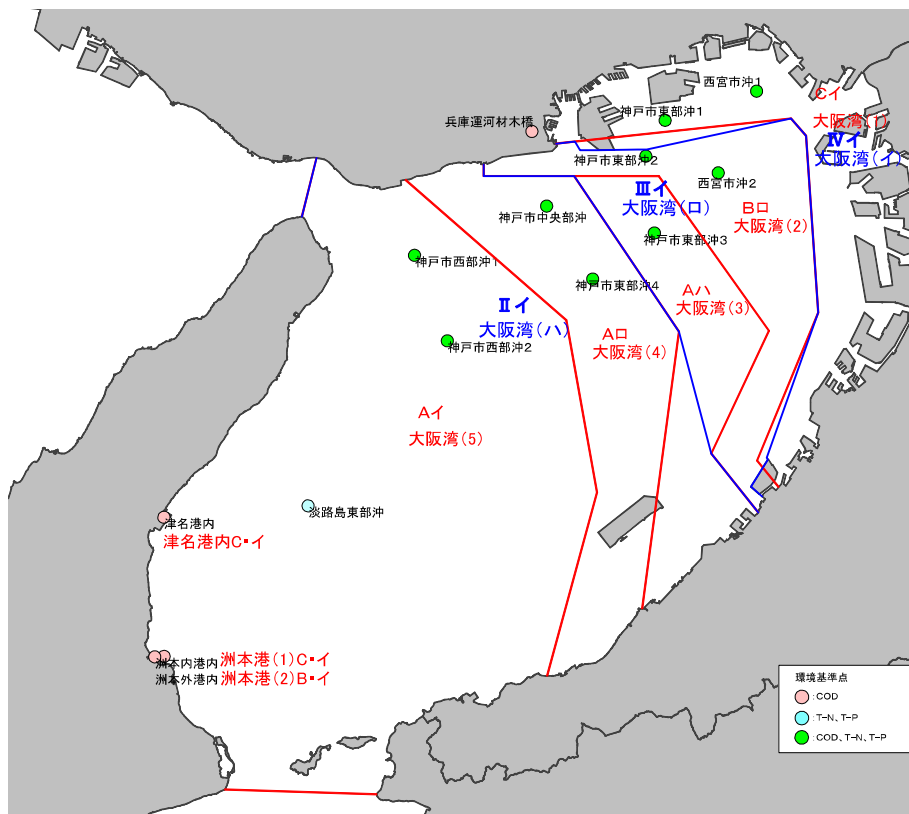 西宮市沖1
Cイ
大阪湾(1)
神戸市東部沖1
兵庫運河材木橋
Ⅳイ
大阪湾(イ)
神戸市東部沖2
西宮市沖2
Ⅲイ
大阪湾(ロ)
Bロ
大阪湾(2)
神戸市中央部沖
神戸市東部沖3
神戸市西部沖1
神戸市東部沖4
Aハ
大阪湾(3)
Ⅱイ
大阪湾(ハ)
Aロ
大阪湾(4)
神戸市西部沖2
Aイ
大阪湾(5)
淡路島東部沖
津名港内
津名港内C・イ
洲本内港内 洲本港(1)C・イ
洲本外港内 洲本港(2)B・イ
環境基準点
:COD
:T-N、T-P
:COD、T-N、T-P